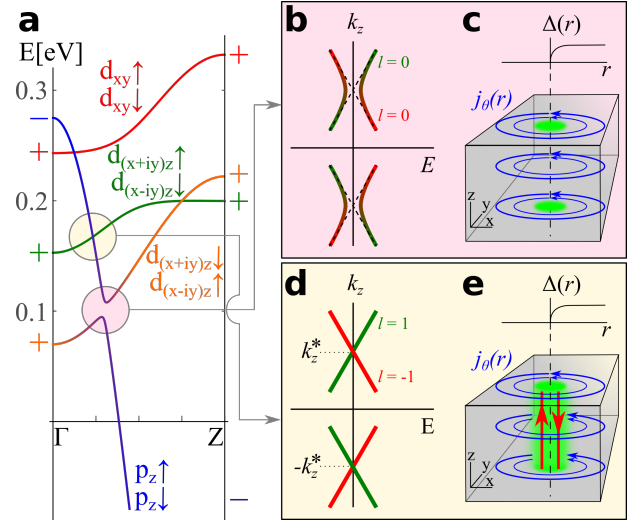 a
E[eV]
0.3
0.2
0.1
Γ
Z
−
+
+
+
+
+
+
+
−
d_xy↑
d_xy↓
d_(x+iy)z↑
d_(x-iy)z↓
d_(x+iy)z↓
d_(x-iy)z↑
p_z↑
p_z↓
b
k_z
l = 0
l = 0
E
c
Δ(r)
r
j_θ(r)
z
y
x
d
k_z
k_z*
l = 1
l = -1
E
-k_z*
e
Δ(r)
r
j_θ(r)
z
y
x